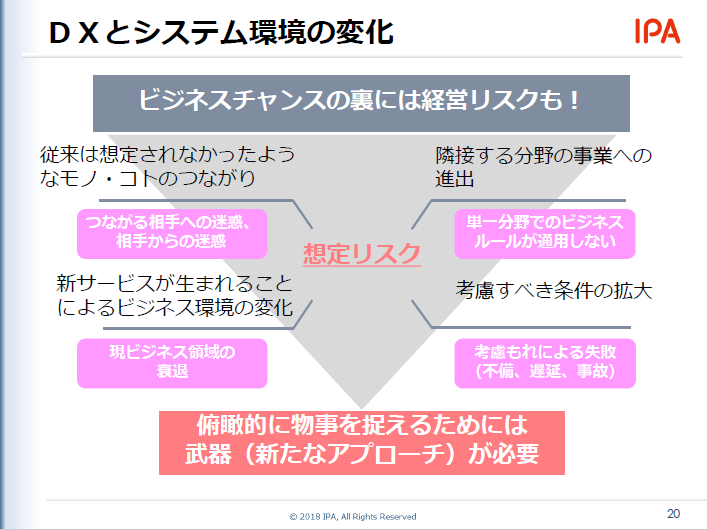 ＤＸとシステム環境の変化
IPA
ビジネスチャンスの裏には経営リスクも！
従来は想定されなかったよう
なモノ・コトのつながり
つながる相手への迷惑、
相手からの迷惑
隣接する分野の事業への
進出
単一分野でのビジネス
ルールが通用しない
想定リスク
新サービスが生まれること
によるビジネス環境の変化
現ビジネス領域の
衰退
考慮すべき条件の拡大
考慮もれによる失敗
（不備、遅延、事故）
俯瞰的に物事を捉えるためには
武器（新たなアプローチ）が必要
© 2018 IPA, All Rights Reserved
20